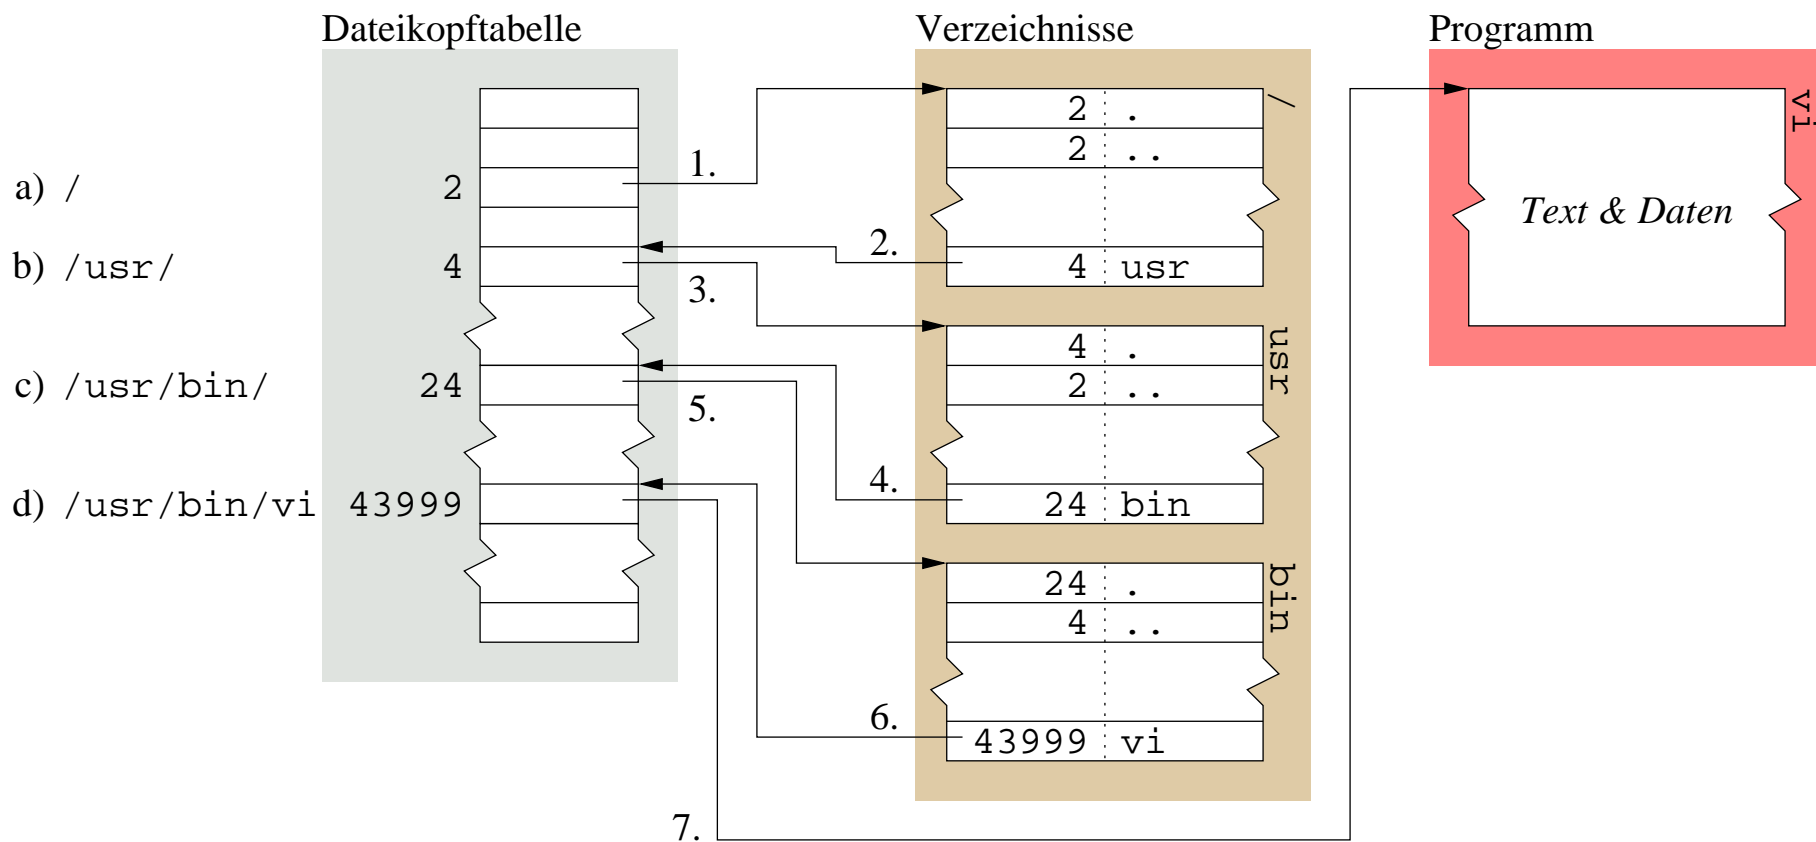 Dateikopftabelle
Verzeichnisse
Programm
a) /
b) /usr/
c) /usr/bin/
d) /usr/bin/vi
2
4
24
43999
1.
2.
3.
4.
5.
6.
7.
/
2 .
2 ..
4 usr
usr
4 .
2 ..
24 bin
bin
24 .
4 ..
43999 vi
vi
Text & Daten